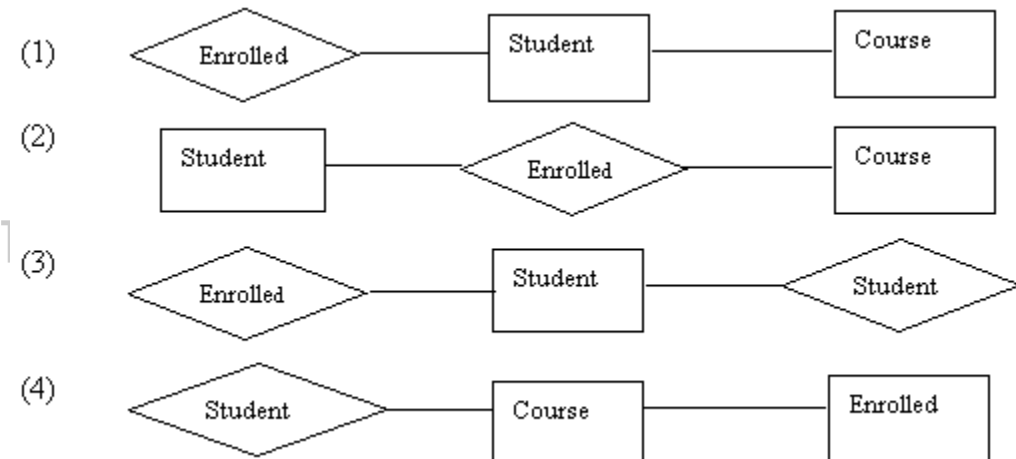 (1) Enrolled Student Course
(2) Student Enrolled Course
(3) Enrolled Student Student
(4) Student Course Enrolled